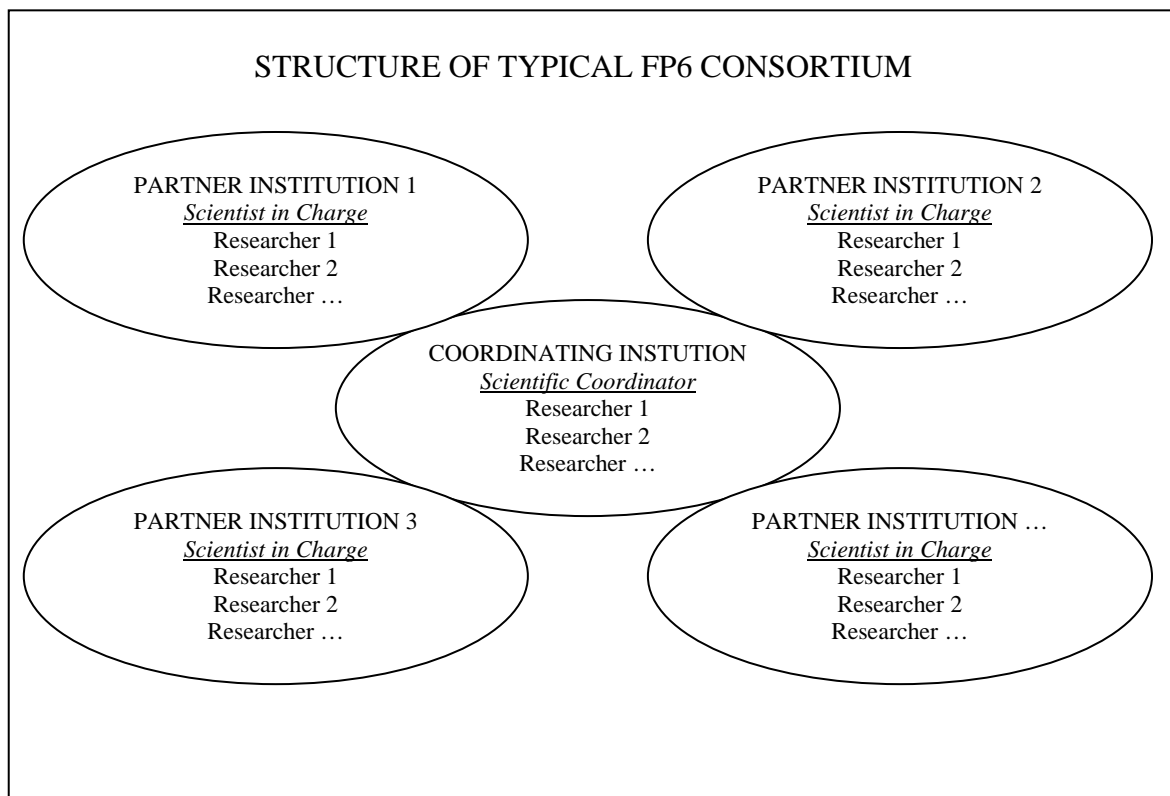 STRUCTURE OF TYPICAL FP6 CONSORTIUM
PARTNER INSTITUTION 1
Scientist in Charge
Researcher 1
Researcher 2
Researcher …
PARTNER INSTITUTION 2
Scientist in Charge
Researcher 1
Researcher 2
Researcher …
COORDINATING INSTUTION
Scientific Coordinator
Researcher 1
Researcher 2
Researcher …
PARTNER INSTITUTION 3
Scientist in Charge
Researcher 1
Researcher 2
Researcher …
PARTNER INSTITUTION …
Scientist in Charge
Researcher 1
Researcher 2
Researcher …